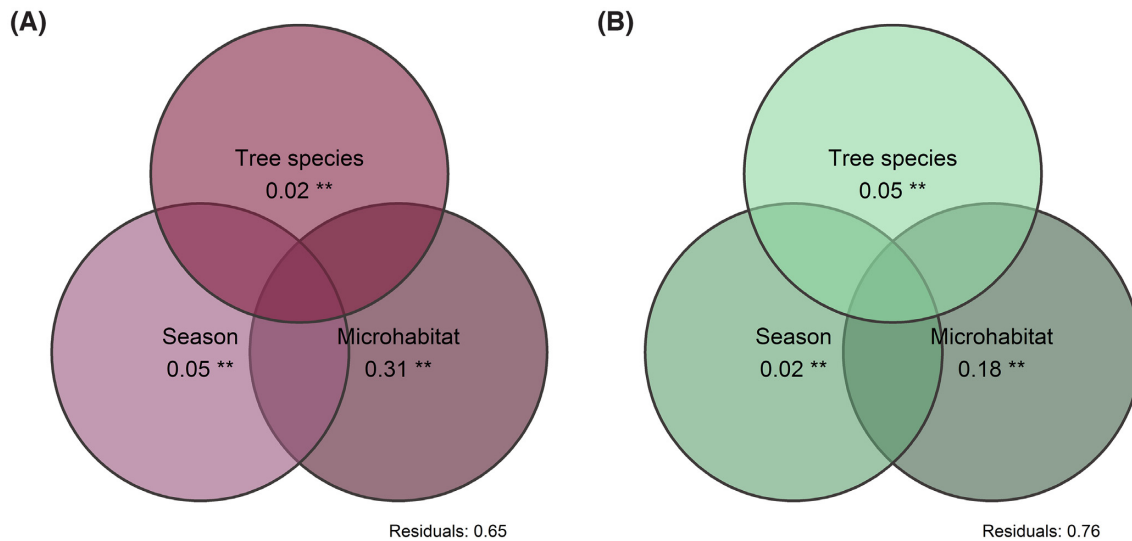 (A)
Tree species
0.02 **
Season
0.05 **
Microhabitat
0.31 **
Residuals: 0.65
(B)
Tree species
0.05 **
Season
0.02 **
Microhabitat
0.18 **
Residuals: 0.76